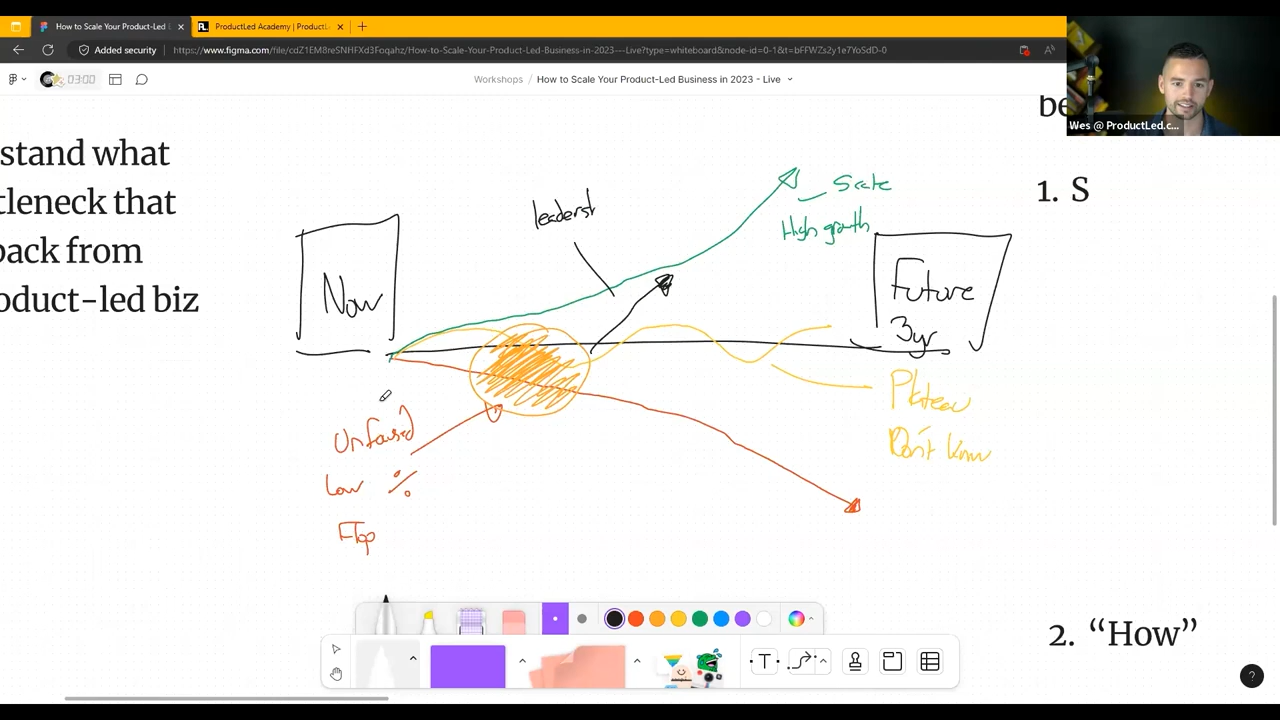 How to Scale Your Product-Led
ProductLed Academy | ProductL
Added security
https://www.figma.com/file/cdZ1EM8reSNHFXd3Foqahz/How-to-Scale-Your-Product-Led-Business-in-2023---Live?type=whiteboard&node-id=0-1&t=bFFWZs2y1e7YoSdD-0
03:00
Workshops / How to Scale Your Product-Led Business in 2023 - Live
be
Wes @ ProductLed.c...
stand what
tleneck that
back from
oduct-led biz
1. S
Scale
High growth
leadersh
Now
Future
3yr
Plateau
Don't know
Unfocused
Low %
Flop
2. “How”
T
?